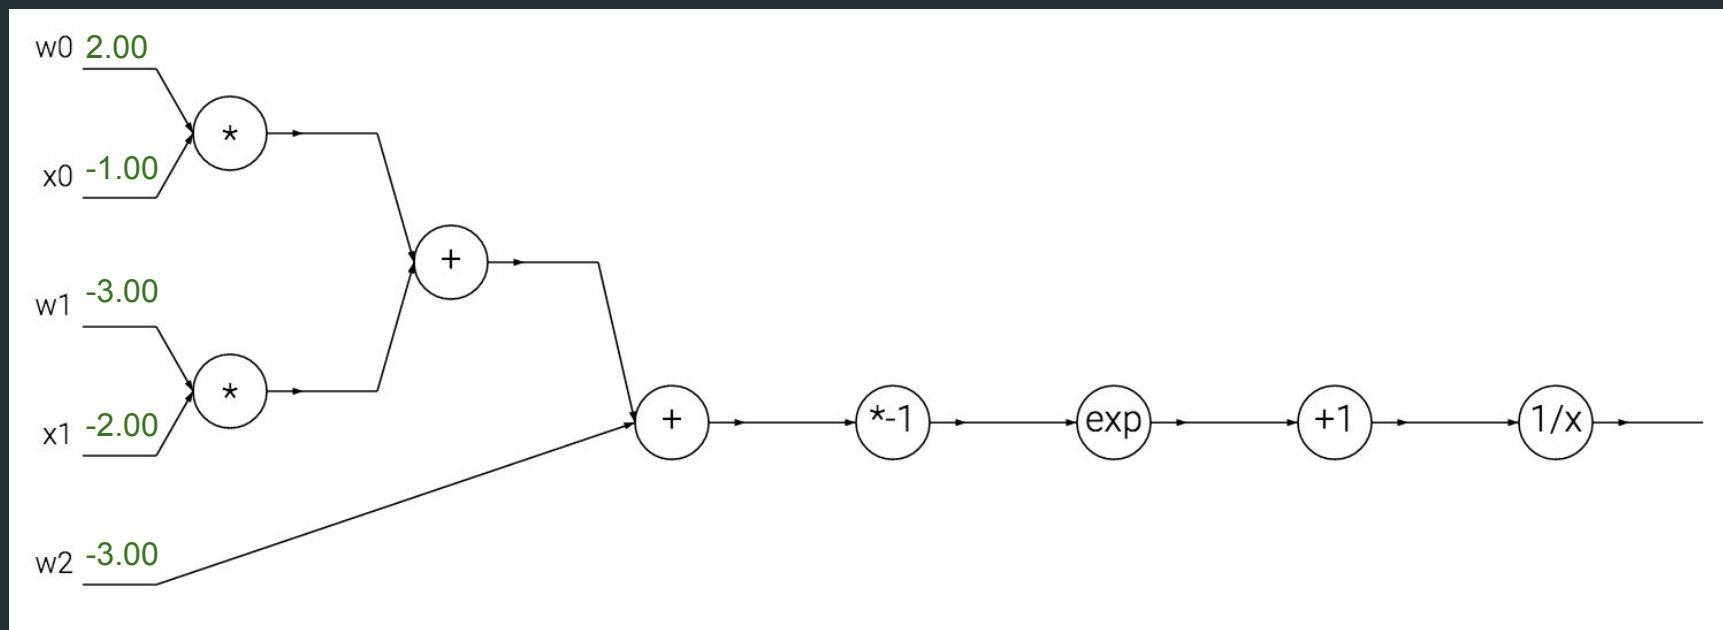 w0 2.00
*
x0 -1.00
+
w1 -3.00
*
x1 -2.00
+ *-1 exp +1 1/x
w2 -3.00